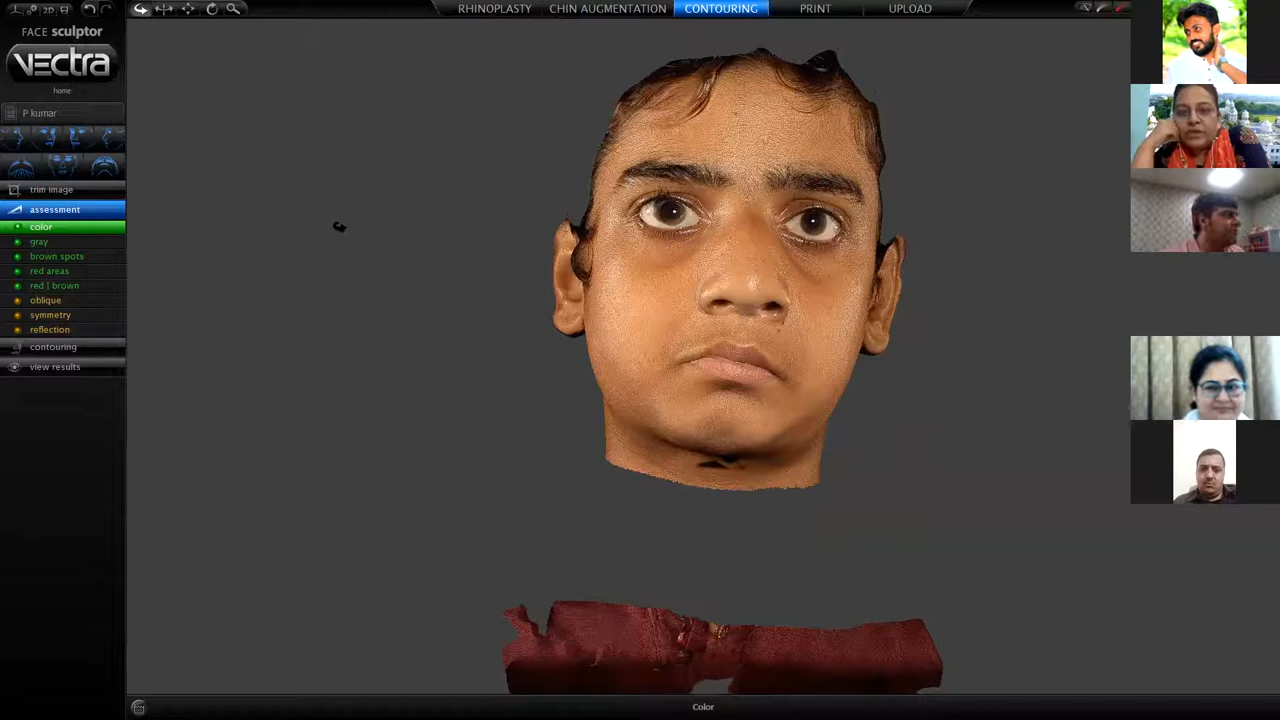 2D
RHINOPLASTY
CHIN AUGMENTATION
CONTOURING
PRINT
UPLOAD
FACE sculptor
vectra
home
P kumar
trim image
assessment
color
gray
brown spots
red areas
red | brown
oblique
symmetry
reflection
contouring
view results
Color